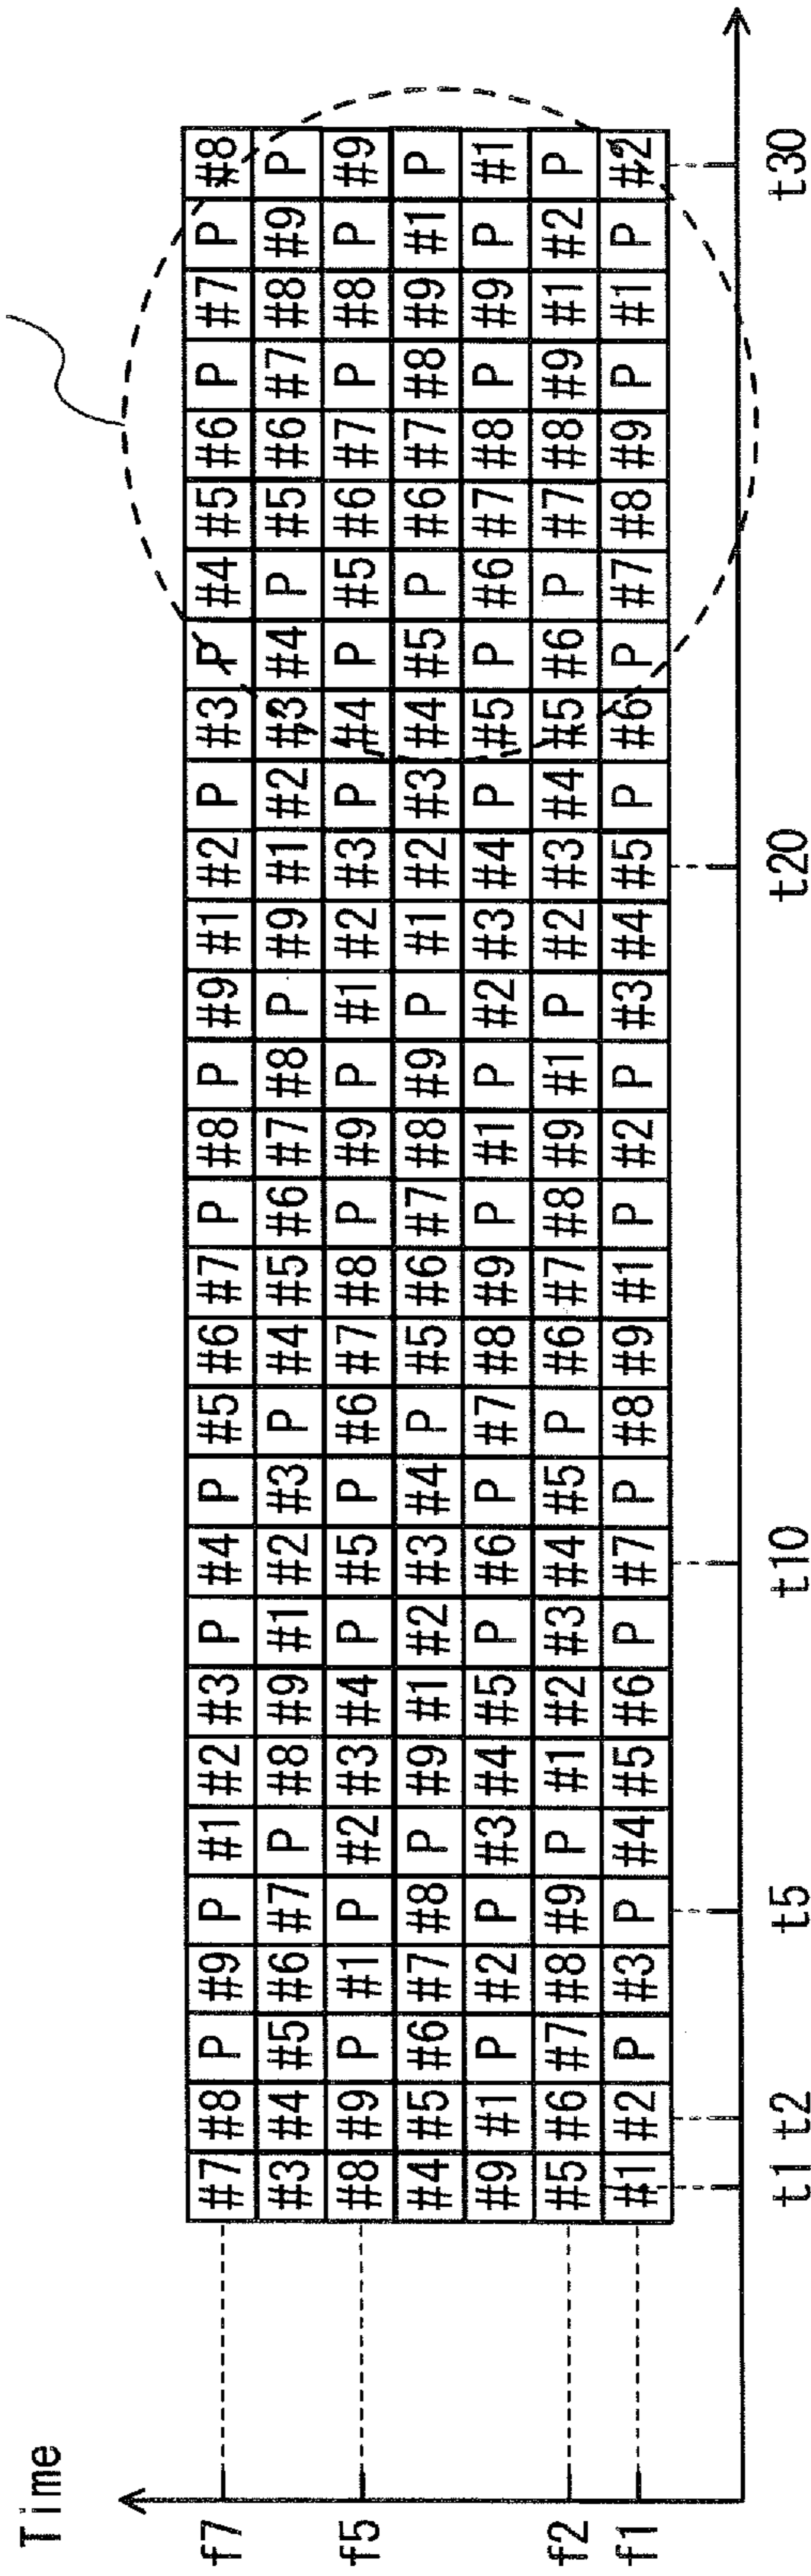 Time
f7 #7 #8 P #9 P #1 #2 #3 P #4 P #5 #6 #7 P #8 P #9 #1 #2 P #3 P #4 #5 #6 P #7 P #8
#3 #4 #5 #6 #7 P #8 #9 #1 #2 #3 P #4 #5 #6 #7 #8 P #9 #1 #2 #3 #4 P #5 #6 #7 #8 #9 P
f5 #8 #9 P #1 P #2 #3 #4 P #5 P #6 #7 #8 P #9 P #1 #2 #3 P #4 P #5 #6 #7 P #8 P #9
#4 #5 #6 #7 #8 P #9 #1 #2 #3 #4 P #5 #6 #7 #8 #9 P #1 #2 #3 #4 #5 P #6 #7 #8 #9 #1 P
#9 #1 P #2 P #3 #4 #5 P #6 P #7 #8 #9 P #1 P #2 #3 #4 P #5 P #6 #7 #8 P #9 P #1
f2 #5 #6 #7 #8 #9 P #1 #2 #3 #4 #5 P #6 #7 #8 #9 #1 P #2 #3 #4 #5 #6 P #7 #8 #9 #1 #2 P
f1 #1 #2 P #3 P #4 #5 #6 P #7 P #8 #9 #1 P #2 P #3 #4 #5 P #6 P #7 #8 #9 P #1 P #2
t1 t2 t5 t10 t20 t30